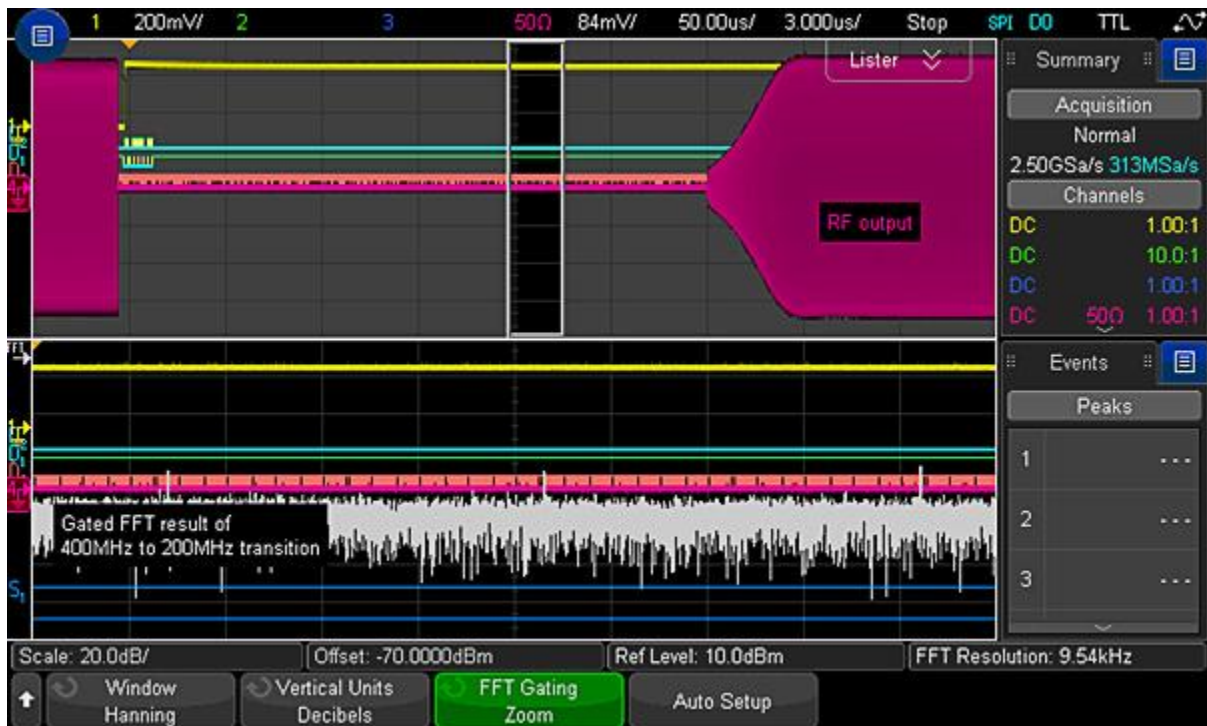 1 200mV/ 2 3 50Ω 84mV/ 50.00us/ 3.000us/ Stop SPI D0 TTL
Lister
Summary
Acquisition
Normal
2.50GSa/s 313MSa/s
Channels
DC 1.00:1
DC 10.0:1
DC 1.00:1
DC 50Ω 1.00:1
RF output
Events
Peaks
1 ---
2 ---
3 ---
Gated FFT result of
400MHz to 200MHz transition
S1
Scale: 20.0dB/ Offset: -70.0000dBm Ref Level: 10.0dBm FFT Resolution: 9.54kHz
Window
Hanning
Vertical Units
Decibels
FFT Gating
Zoom
Auto Setup